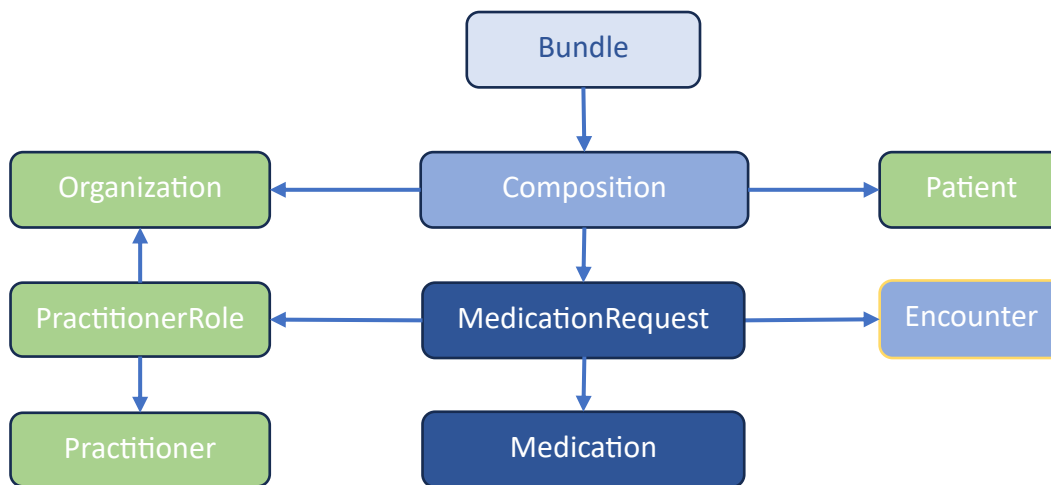 Bundle
Organization
Composition
Patient
PractitionerRole
MedicationRequest
Encounter
Practitioner
Medication